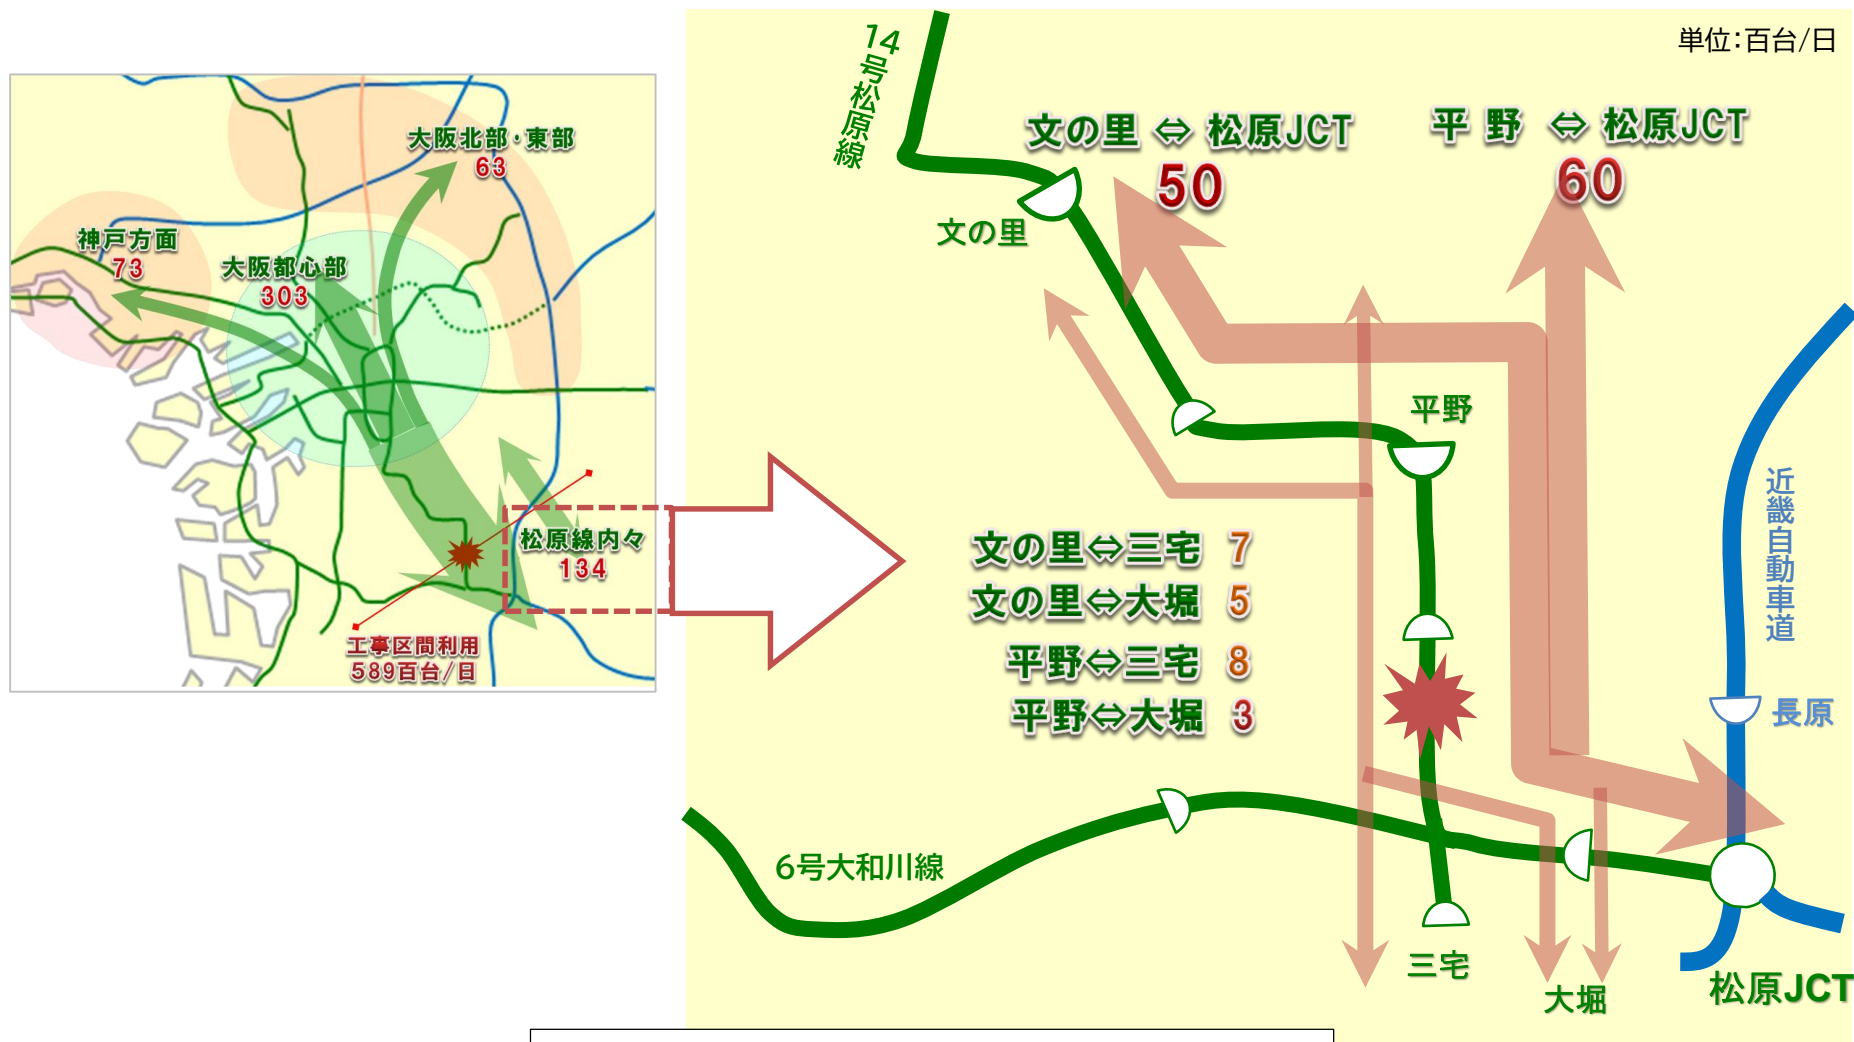 大阪北部・東部
63
神戸方面
73
大阪都心部
303
松原線内々
134
工事区間利用
589百台/日
単位：百台/日
14号松原線
文の里 ⇔ 松原JCT
50
平 野 ⇔ 松原JCT
60
文の里
平野
近畿自動車道
文の里⇔三宅 7
文の里⇔大堀 5
平野⇔三宅 8
平野⇔大堀 3
長原
6号大和川線
三宅
大堀
松原JCT